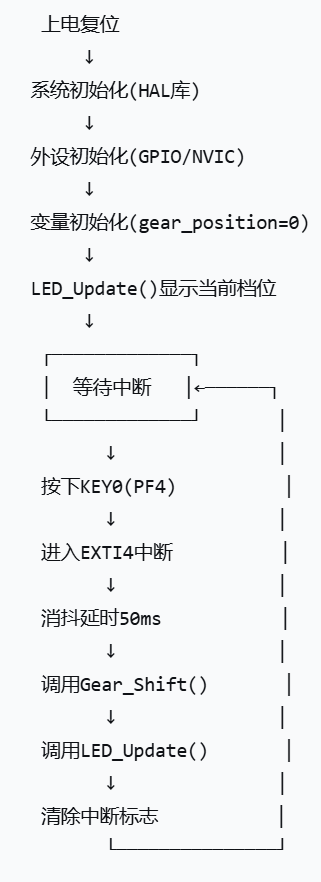 上电复位
↓
系统初始化(HAL库)
↓
外设初始化(GPIO/NVIC)
↓
变量初始化(gear_position=0)
↓
LED_Update()显示当前档位
↓
等待中断
↓
按下KEY0(PF4)
↓
进入EXTI4中断
↓
消抖延时50ms
↓
调用Gear_Shift()
↓
调用LED_Update()
↓
清除中断标志